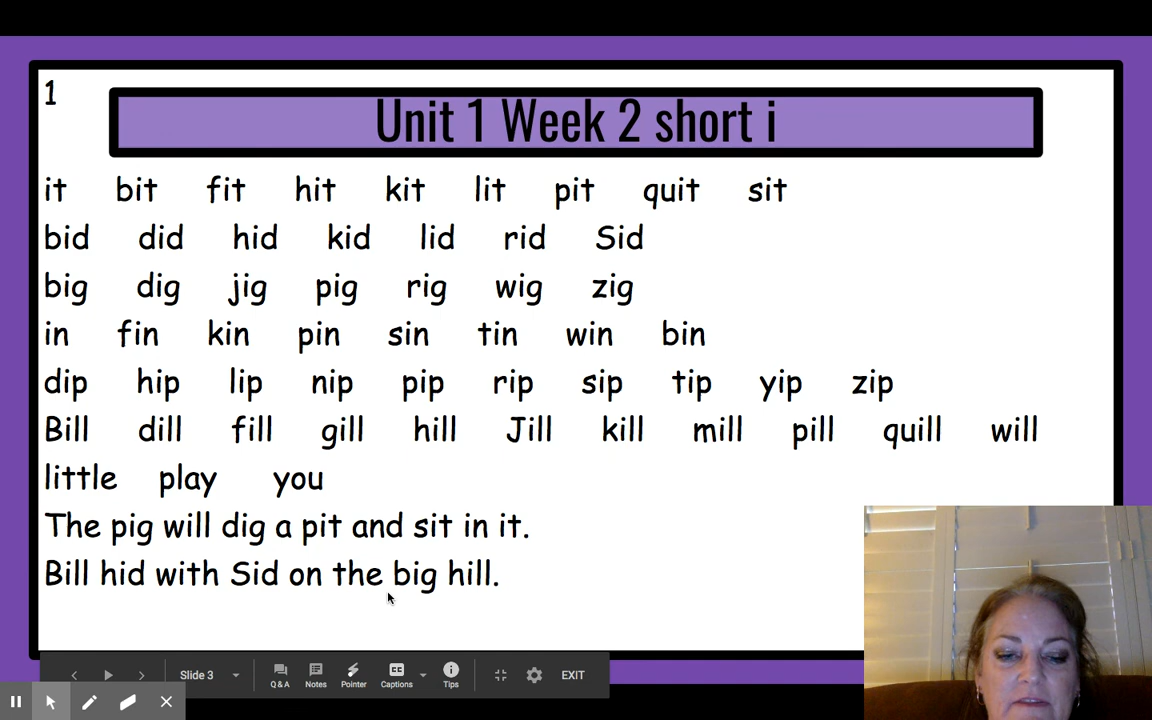 1
Unit 1 Week 2 short i
it bit fit hit kit lit pit quit sit
bid did hid kid lid rid Sid
big dig jig pig rig wig zig
in fin kin pin sin tin win bin
dip hip lip nip pip rip sip tip yip zip
Bill dill fill gill hill Jill kill mill pill quill will
little play you
The pig will dig a pit and sit in it.
Bill hid with Sid on the big hill.
Slide 3 Q&A Notes Pointer CC Captions Tips EXIT